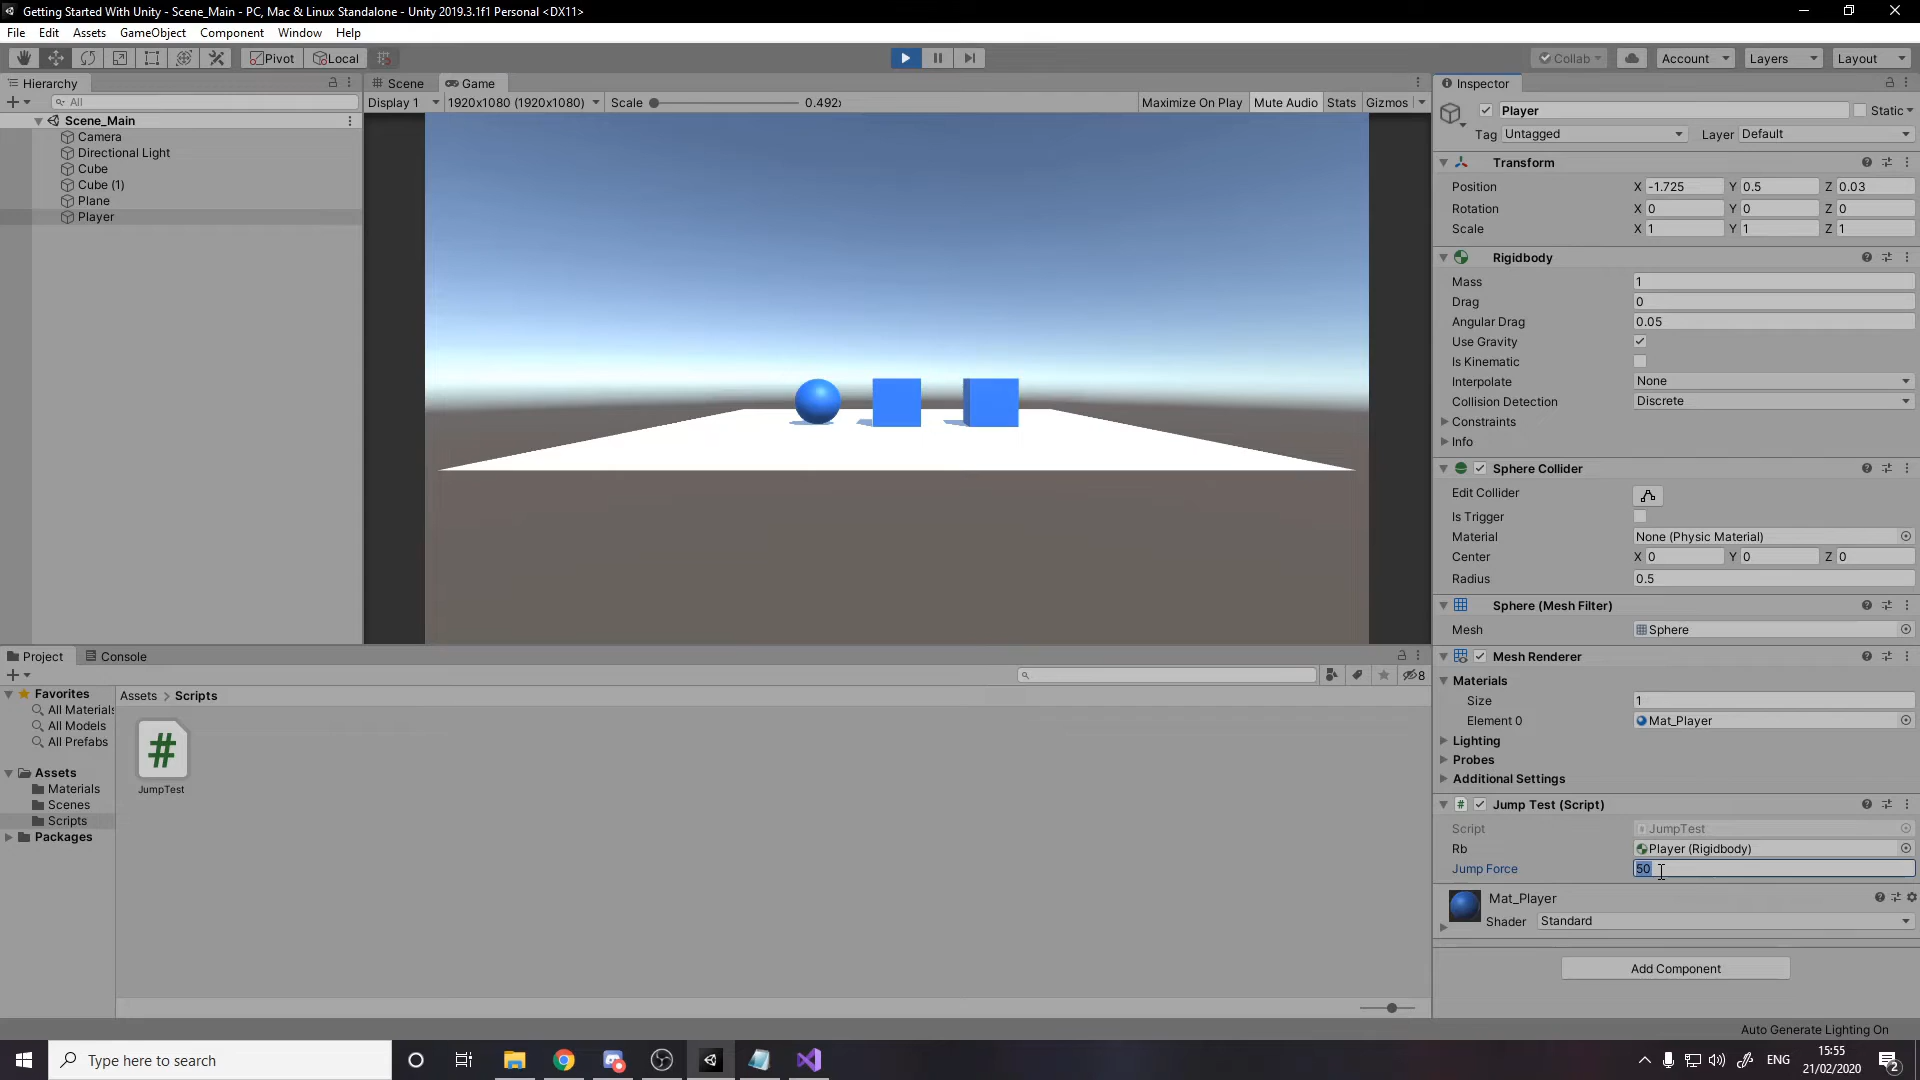 Getting Started With Unity - Scene_Main - PC, Mac & Linux Standalone - Unity 2019.3.1f1 Personal <DX11>
File Edit Assets GameObject Component Window Help
Pivot Local Collab Account Layers Layout
Hierarchy
All
Scene_Main
Camera
Directional Light
Cube
Cube (1)
Plane
Player
Scene Game
Display 1 1920x1080 (1920x1080) Scale 0.492x Maximize On Play Mute Audio Stats Gizmos
Inspector
Player Static
Tag Untagged Layer Default
Transform
Position X -1.725 Y 0.5 Z 0.03
Rotation X 0 Y 0 Z 0
Scale X 1 Y 1 Z 1
Rigidbody
Mass 1
Drag 0
Angular Drag 0.05
Use Gravity
Is Kinematic
Interpolate None
Collision Detection Discrete
Constraints
Info
Sphere Collider
Edit Collider
Is Trigger
Material None (Physic Material)
Center X 0 Y 0 Z 0
Radius 0.5
Sphere (Mesh Filter)
Mesh Sphere
Mesh Renderer
Materials
Size 1
Element 0 Mat_Player
Lighting
Probes
Additional Settings
# Jump Test (Script)
Script JumpTest
Rb Player (Rigidbody)
Jump Force 50
Mat_Player
Shader Standard
Add Component
Project Console
8
Favorites
All Materials
All Models
All Prefabs
Assets
Materials
Scenes
Scripts
Packages
Assets > Scripts
#
JumpTest
Auto Generate Lighting On
Type here to search
ENG
15:55
21/02/2020
2